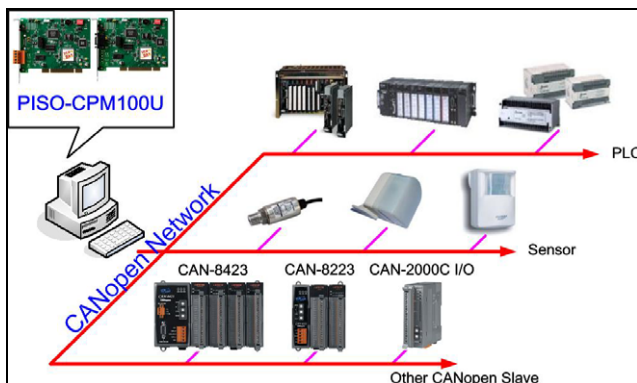 PISO-CPM100U
PLC
CANopen Network
Sensor
CAN-8423
CAN-8223
CAN-2000C I/O
Other CANopen Slave